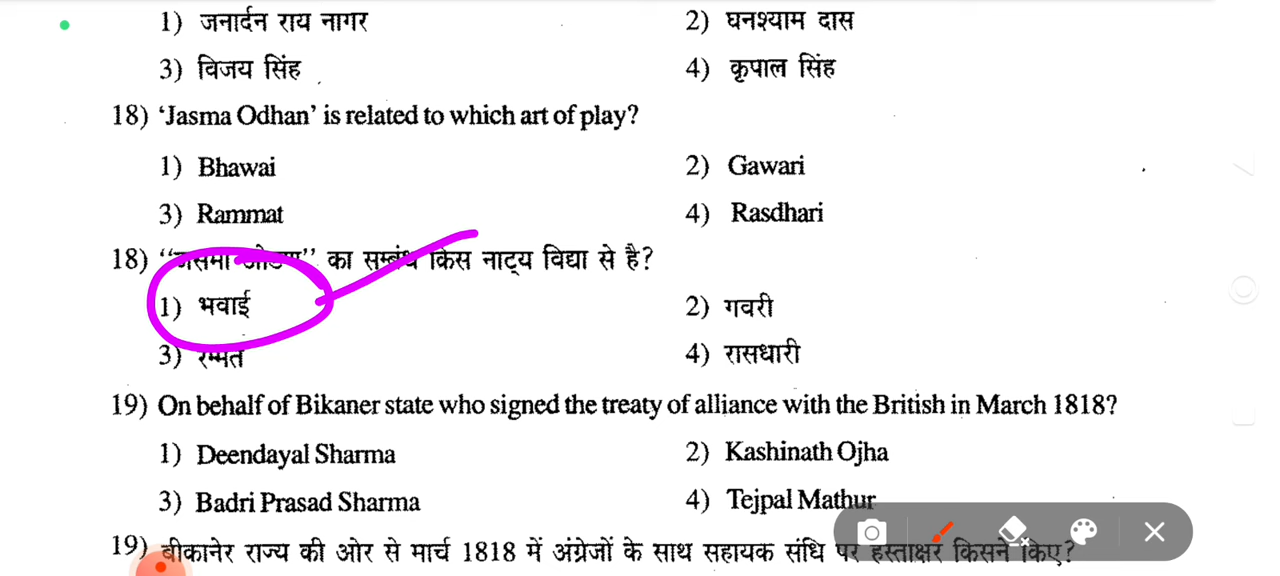 1) जनार्दन राय नागर 2) घनश्याम दास
3) विजय सिंह 4) कृपाल सिंह
18) ‘Jasma Odhan’ is related to which art of play?
1) Bhawai 2) Gawari
3) Rammat 4) Rasdhari
18) “जसमा ओडण” का सम्बंध किस नाट्य विद्या से है?
1) भवाई 2) गवरी
3) रम्मत 4) रासधारी
19) On behalf of Bikaner state who signed the treaty of alliance with the British in March 1818?
1) Deendayal Sharma 2) Kashinath Ojha
3) Badri Prasad Sharma 4) Tejpal Mathur
19) बीकानेर राज्य की ओर से मार्च 1818 में अंग्रेजों के साथ सहायक संधि पर हस्ताक्षर किसने किए?